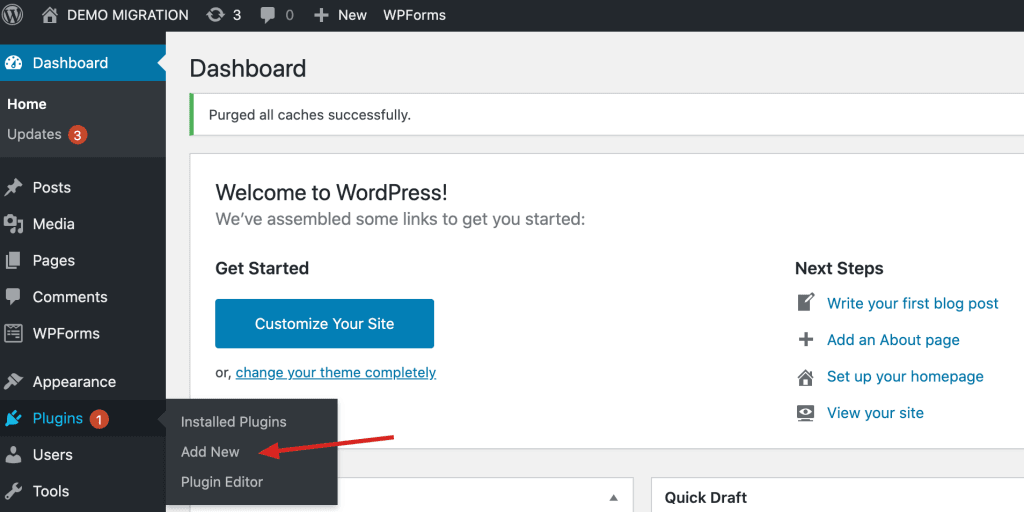 DEMO MIGRATION 3 0 New WPForms
Dashboard
Home
Updates 3
Posts
Media
Pages
Comments
WPForms
Appearance
Plugins 1
Users
Tools
Installed Plugins
Add New
Plugin Editor
Dashboard
Purged all caches successfully.
Welcome to WordPress!
We’ve assembled some links to get you started:
Get Started
Customize Your Site
or, change your theme completely
Next Steps
Write your first blog post
Add an About page
Set up your homepage
View your site
Quick Draft